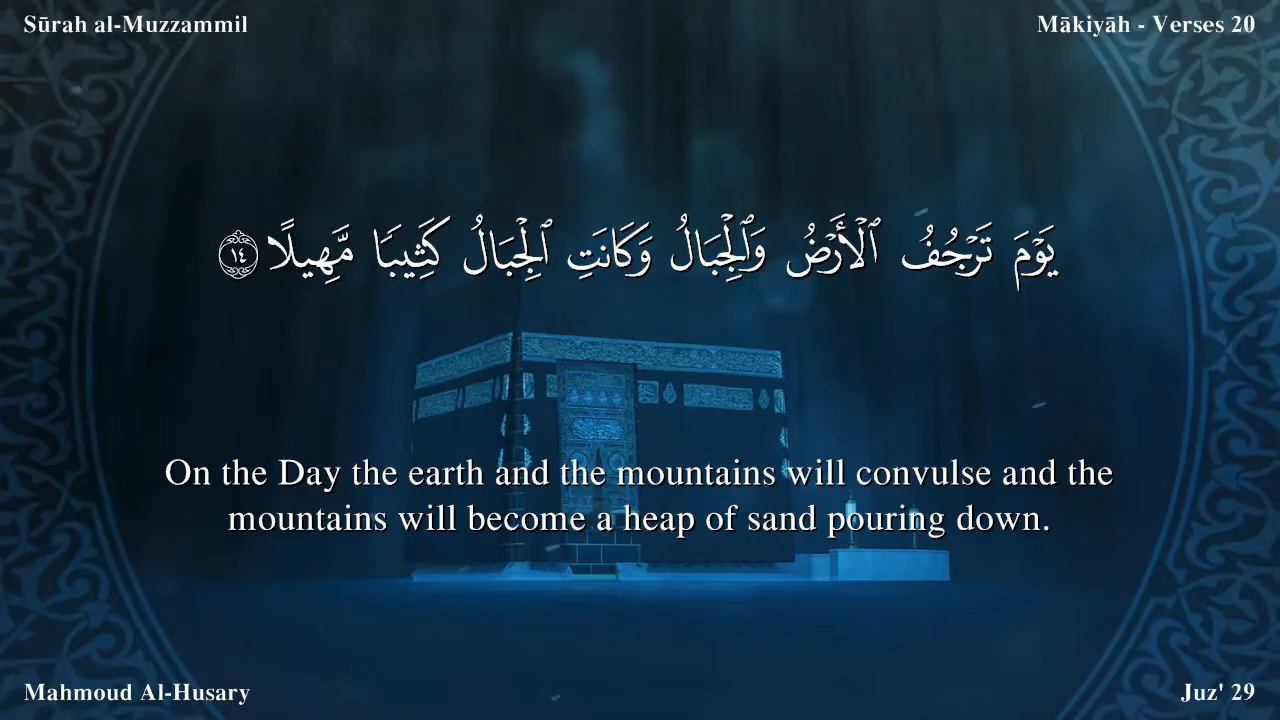 Sūrah al-Muzzammil
Mākiyāh - Verses 20
يَوْمَ تَرْجُفُ ٱلْأَرْضُ وَٱلْجِبَالُ وَكَانَتِ ٱلْجِبَالُ كَثِيبًا مَّهِيلًا ١٤
On the Day the earth and the mountains will convulse and the
mountains will become a heap of sand pouring down.
Mahmoud Al-Husary
Juz' 29